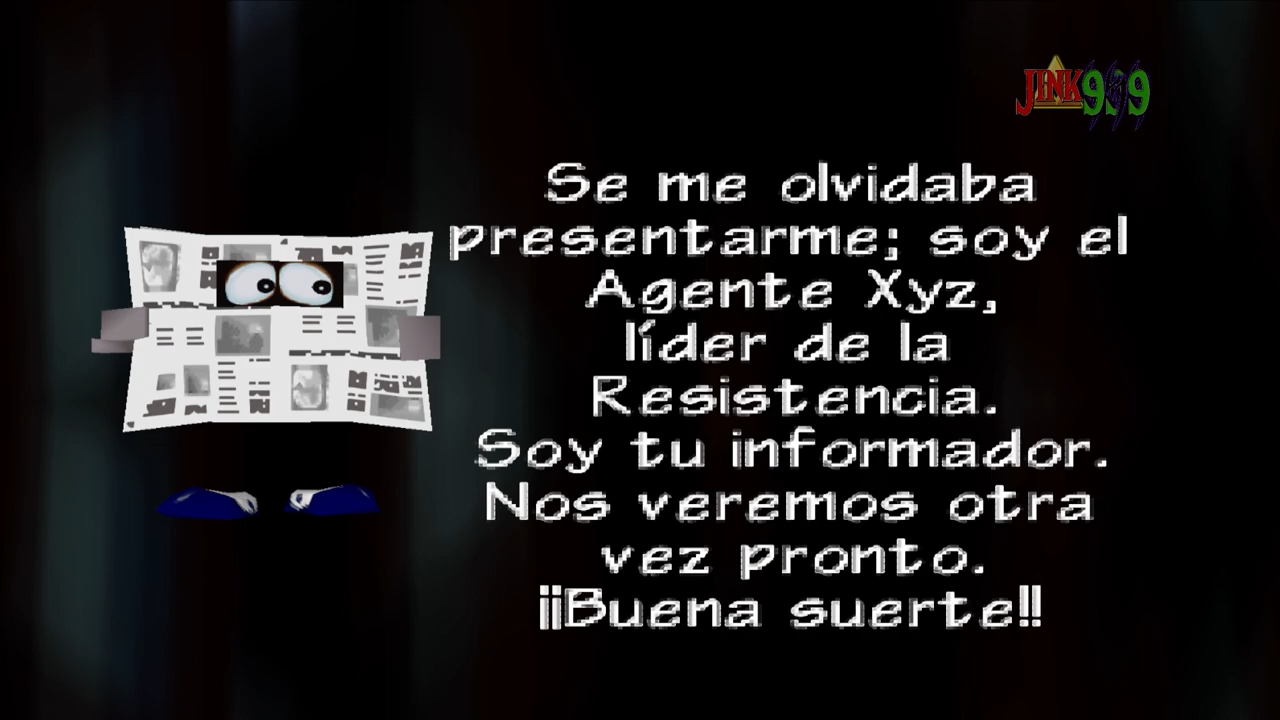 JINK999
Se me olvidaba
presentarme; soy el
Agente Xyz,
líder de la
Resistencia.
Soy tu informador.
Nos veremos otra
vez pronto.
¡¡Buena suerte!!